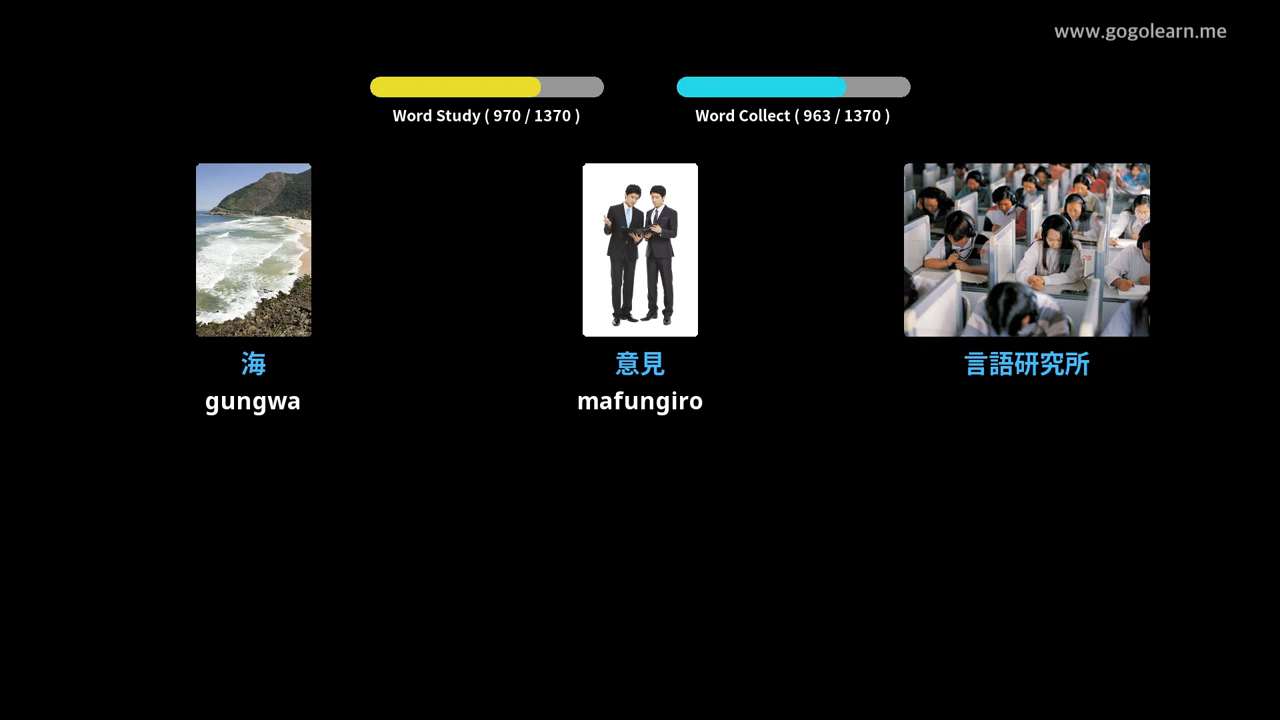 www.gogolearn.me
Word Study ( 970 / 1370 )
Word Collect ( 963 / 1370 )
海
gungwa
意見
mafungiro
言語研究所